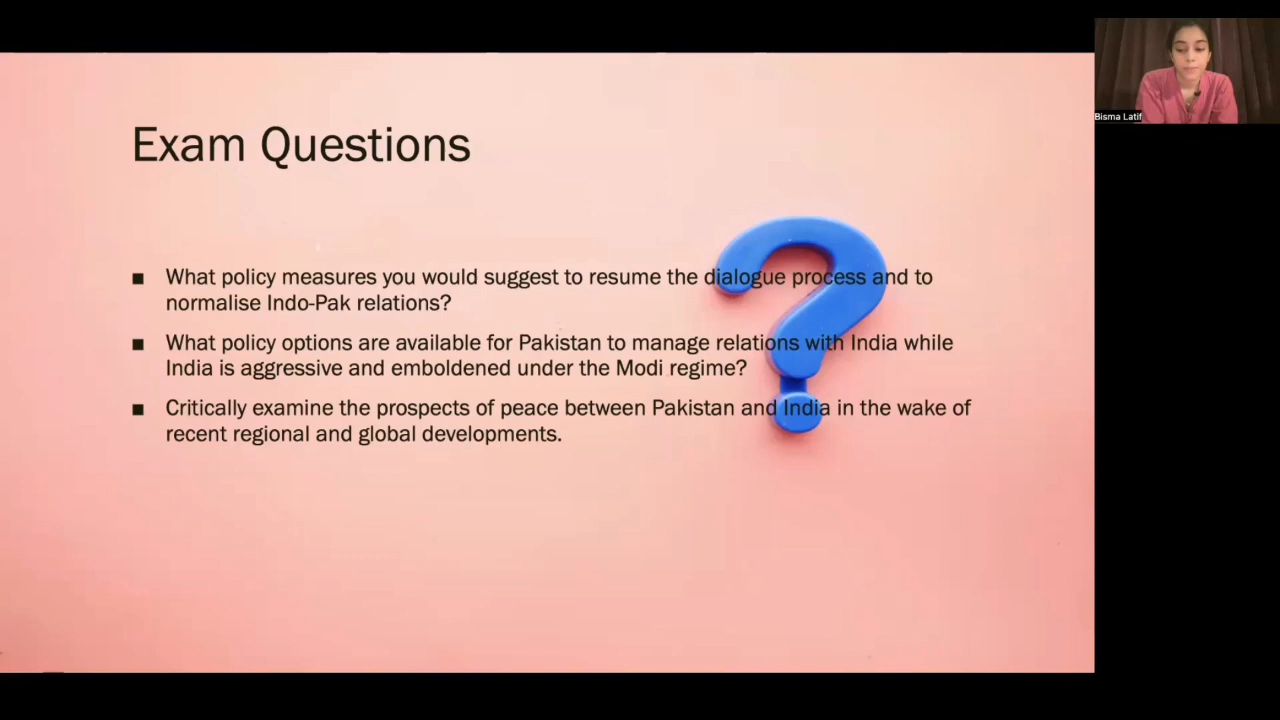 Exam Questions
■ What policy measures you would suggest to resume the dialogue process and to
normalise Indo-Pak relations?
■ What policy options are available for Pakistan to manage relations with India while
India is aggressive and emboldened under the Modi regime?
■ Critically examine the prospects of peace between Pakistan and India in the wake of
recent regional and global developments.
Bisma Latif